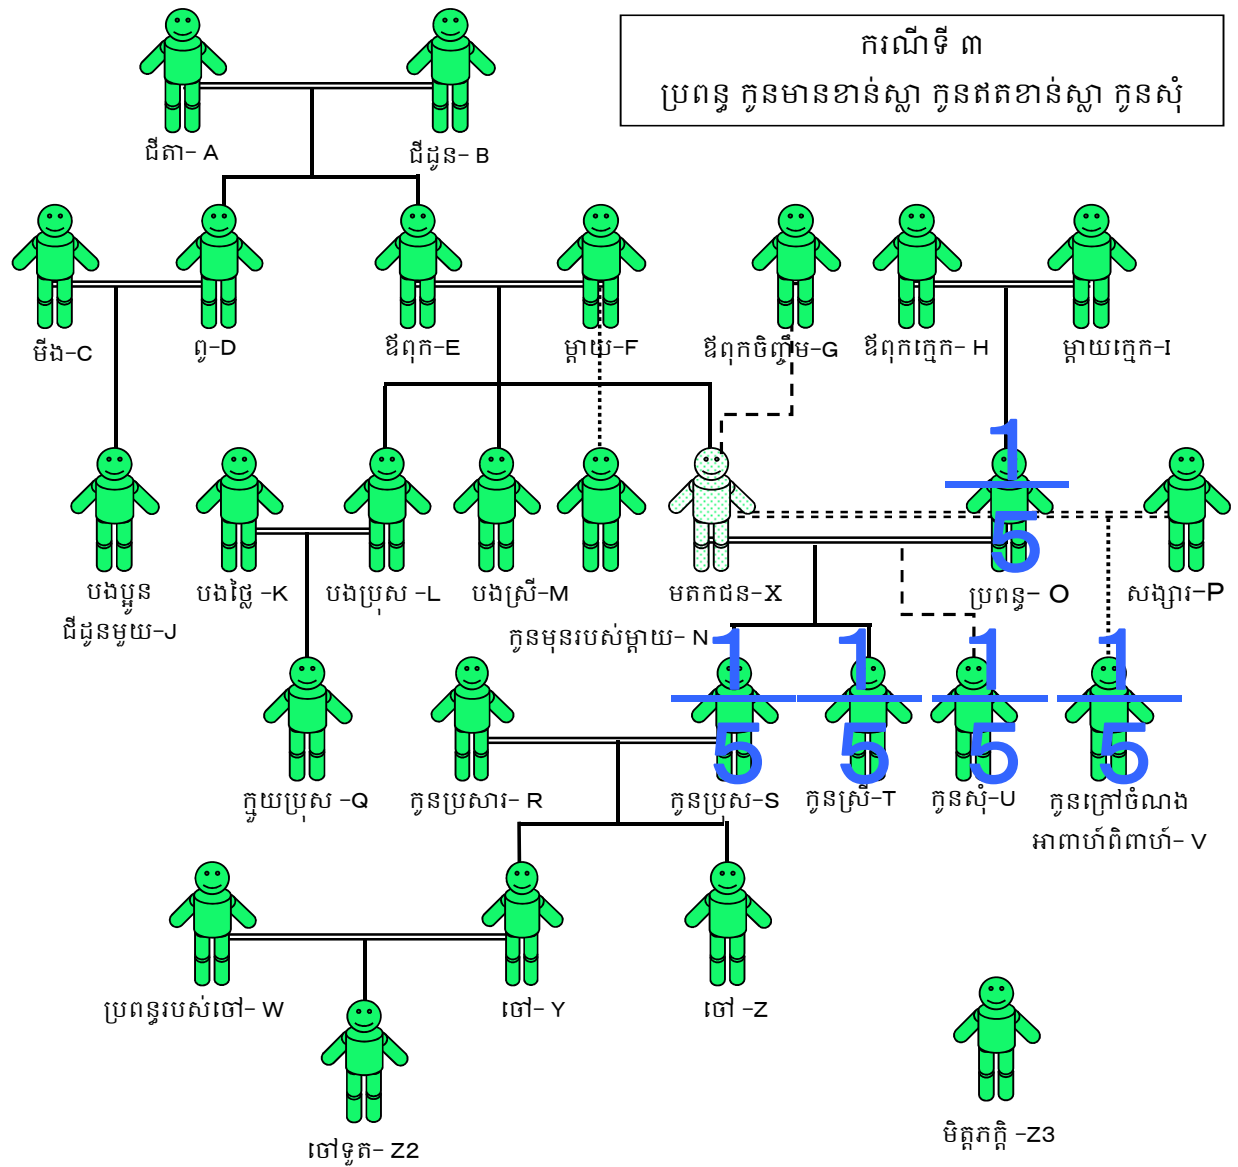 ករណីទី ៣
ប្រពន្ធ កូនមានខាន់ស្លា កូនឥតខាន់ស្លា កូនសុំ
ជីតា- A
ជីដូន- B
មីង-C
ពូ-D
ឪពុក-E
ម្តាយ-F
ឪពុកចិញ្ចឹម-G
ឪពុកក្មេក- H
ម្តាយក្មេក-I
1
5
បងប្អូន
ជីដូនមួយ-J
បងថ្លៃ -K
បងប្រុស -L
បងស្រី-M
កូនមុនរបស់ម្តាយ- N
មតកជន-X
ប្រពន្ធ- O
សង្សារ-P
1
5
1
5
1
5
1
5
ក្មួយប្រុស -Q
កូនប្រសារ- R
កូនប្រុស-S
កូនស្រី-T
កូនសុំ-U
កូនក្រៅចំណង
អាពាហ៍ពិពាហ៍- V
ប្រពន្ធរបស់ចៅ- W
ចៅ- Y
ចៅ -Z
ចៅទួត- Z2
មិត្តភក្តិ -Z3